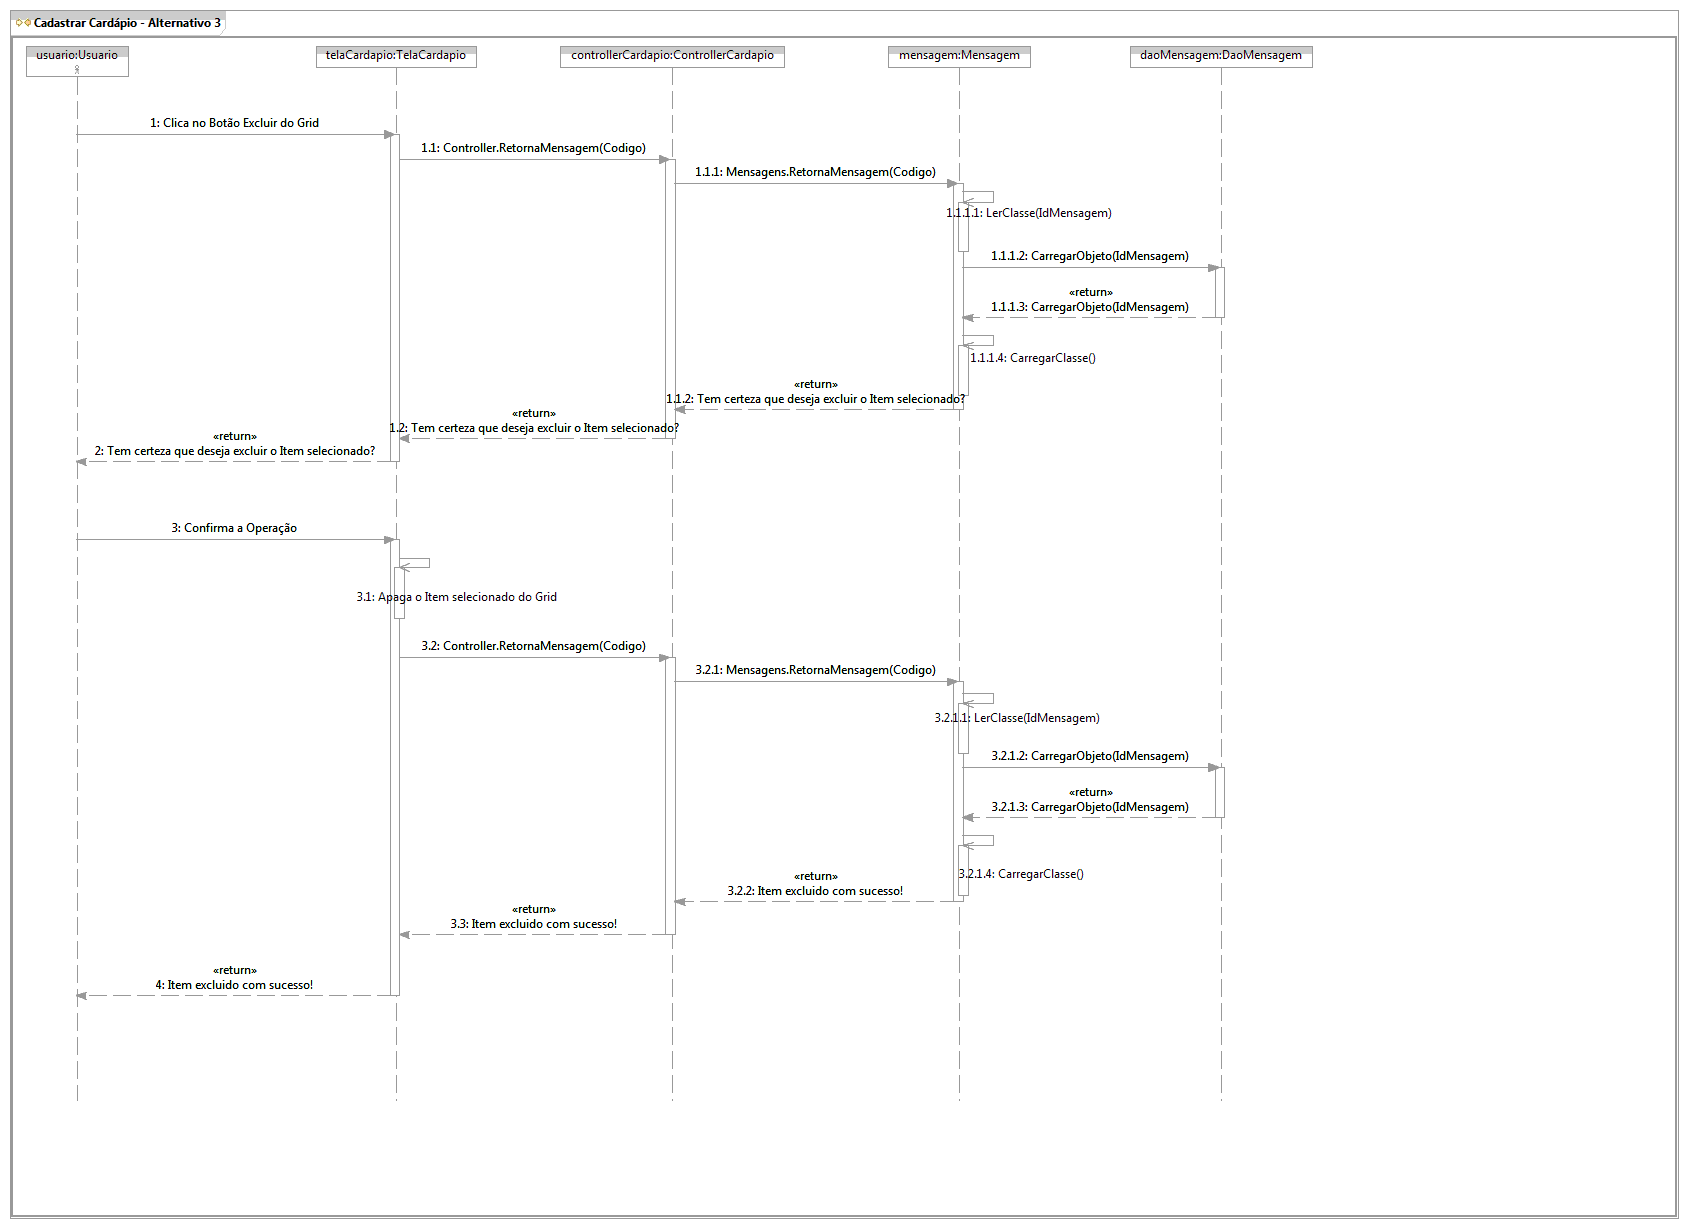 Cadastrar Cardápio - Alternativo 3
usuario:Usuario
telaCardapio:TelaCardapio
controllerCardapio:ControllerCardapio
mensagem:Mensagem
daoMensagem:DaoMensagem
1: Clica no Botão Excluir do Grid
1.1: Controller.RetornaMensagem(Codigo)
1.1.1: Mensagens.RetornaMensagem(Codigo)
1.1.1.1: LerClasse(IdMensagem)
1.1.1.2: CarregarObjeto(IdMensagem)
«return»
1.1.1.3: CarregarObjeto(IdMensagem)
1.1.1.4: CarregarClasse()
«return»
1.1.2: Tem certeza que deseja excluir o Item selecionado?
«return»
1.2: Tem certeza que deseja excluir o Item selecionado?
«return»
2: Tem certeza que deseja excluir o Item selecionado?
3: Confirma a Operação
3.1: Apaga o Item selecionado do Grid
3.2: Controller.RetornaMensagem(Codigo)
3.2.1: Mensagens.RetornaMensagem(Codigo)
3.2.1.1: LerClasse(IdMensagem)
3.2.1.2: CarregarObjeto(IdMensagem)
«return»
3.2.1.3: CarregarObjeto(IdMensagem)
3.2.1.4: CarregarClasse()
«return»
3.2.2: Item excluido com sucesso!
«return»
3.3: Item excluido com sucesso!
«return»
4: Item excluido com sucesso!